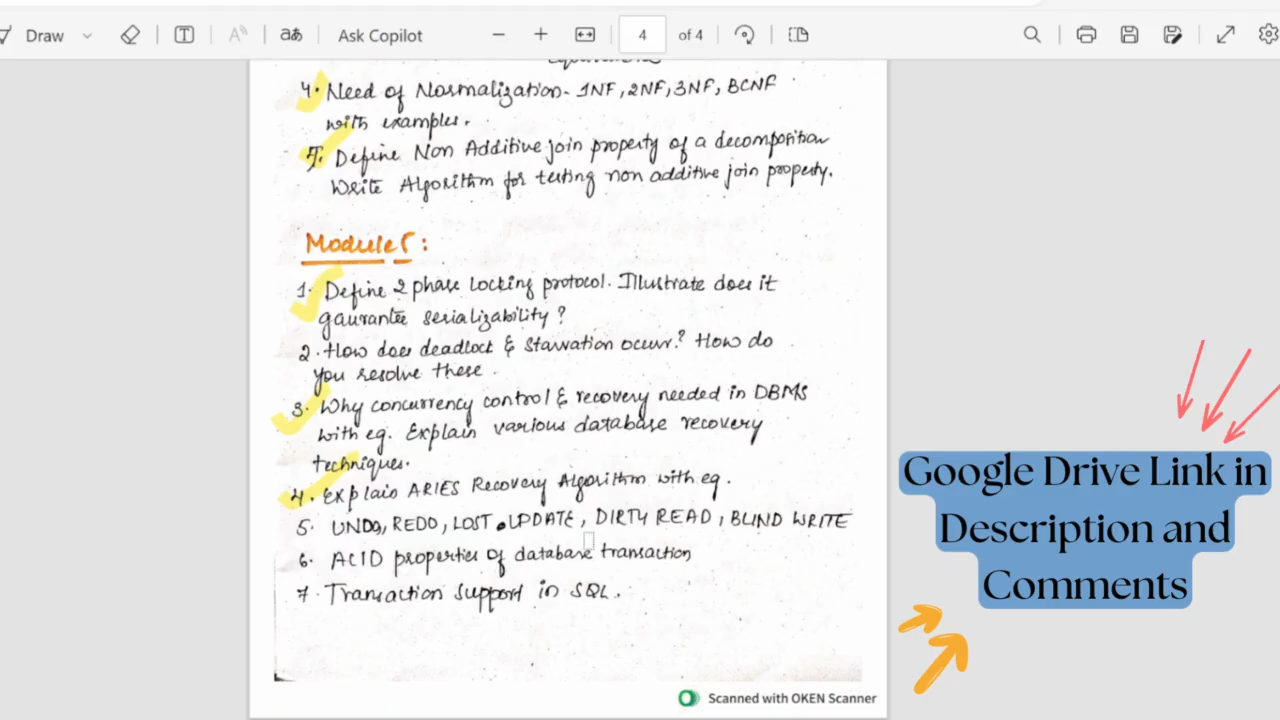 Draw
Ask Copilot
4 of 4
4. Need of Normalization - 1NF, 2NF, 3NF, BCNF
with examples.
5. Define Non Additive join property of a decomposition
Write Algorithm for testing non additive join property.
Module 5:
1. Define 2 phase Locking protocol. Illustrate does it
gaurantee serializability?
2. How does deadlock & Starvation occur? How do
you resolve these.
3. Why concurrency control & recovery needed in DBMS
with eg. Explain various database recovery
techniques.
4. Explain ARIES Recovery Algorithm with eg.
5. UNDO, REDO, LOST UPDATE, DIRTY READ, BLIND WRITE
6. ACID properties of database transaction
7. Transaction Support in SQL.
Scanned with OKEN Scanner
Google Drive Link in
Description and
Comments